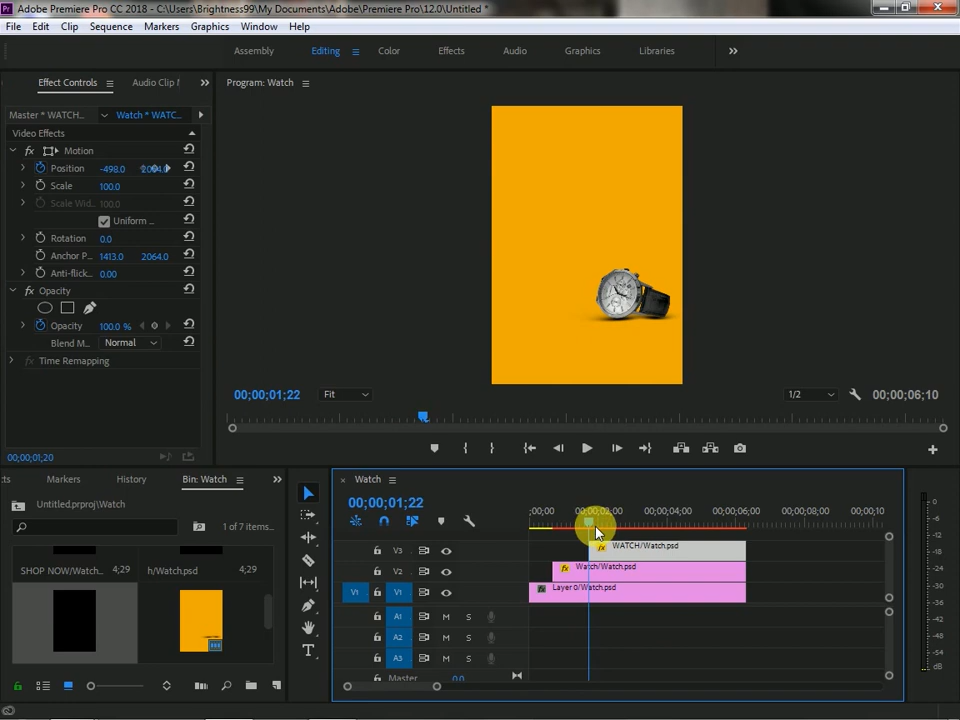 Adobe Premiere Pro CC 2018 - C:\Users\Brightness99\My Documents\Adobe\Premiere Pro\12.0\Untitled *
File Edit Clip Sequence Markers Graphics Window Help
Assembly Editing Color Effects Audio Graphics Libraries
Effect Controls Audio Clip Program: Watch
Master * WATCH... Watch * WATC...
Video Effects
fx Motion
Position -498.0
Scale 100.0
Scale Wid... 100.0
Uniform ...
Rotation 0.0
Anchor P... 1413.0 2064.0
Anti-flick... 0.00
fx Opacity
Opacity 100.0 %
Blend M... Normal
fx Time Remapping
00;00;01;22 Fit 1/2 00;00;06;10
00;00;01;20
Markers History Bin: Watch
Untitled.prproj\Watch
1 of 7 items...
SHOP NOW/Watch... 4;29 h/Watch.psd 4;29
× Watch
00;00;01;22
;00;00 00;00;02;00 00;00;04;00 00;00;06;00 00;00;08;00 00;00;10
V3 fx WATCH/Watch.psd
V2 fx Watch/Watch.psd
V1 V1 fx Layer 0/Watch.psd
A1 M S
A2 M S
A3 M S
Master 0.0
0
-6
-12
-18
-24
-30
-36
-42
-48
-54
dB